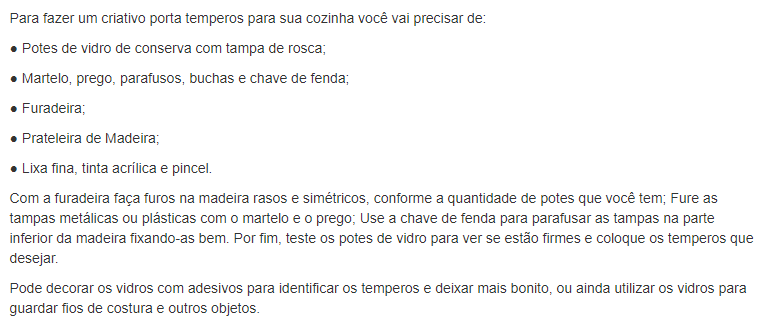 Para fazer um criativo porta temperos para sua cozinha você vai precisar de:
● Potes de vidro de conserva com tampa de rosca;
● Martelo, prego, parafusos, buchas e chave de fenda;
● Furadeira;
● Prateleira de Madeira;
● Lixa fina, tinta acrílica e pincel.
Com a furadeira faça furos na madeira rasos e simétricos, conforme a quantidade de potes que você tem; Fure as
tampas metálicas ou plásticas com o martelo e o prego; Use a chave de fenda para parafusar as tampas na parte
inferior da madeira fixando-as bem. Por fim, teste os potes de vidro para ver se estão firmes e coloque os temperos que
desejar.
Pode decorar os vidros com adesivos para identificar os temperos e deixar mais bonito, ou ainda utilizar os vidros para
guardar fios de costura e outros objetos.